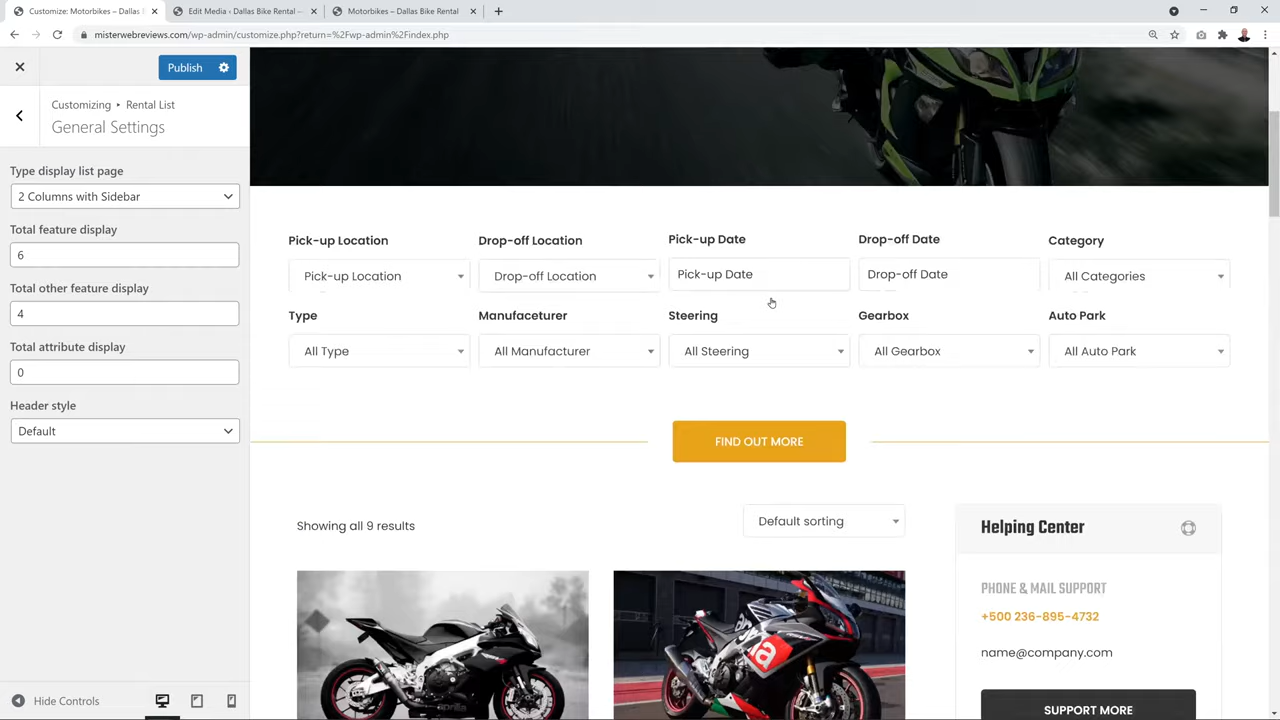 Customize: Motorbikes – Dallas B
Edit Media ‹ Dallas Bike Rental —
Motorbikes – Dallas Bike Rental
misterwebreviews.com/wp-admin/customize.php?return=%2Fwp-admin%2Findex.php
Publish
Customizing ▸ Rental List
General Settings
Type display list page
2 Columns with Sidebar
Total feature display
6
Total other feature display
4
Total attribute display
0
Header style
Default
Hide Controls
Pick-up Location Drop-off Location Pick-up Date Drop-off Date Category
Pick-up Location Drop-off Location Pick-up Date Drop-off Date All Categories
Type Manufaceturer Steering Gearbox Auto Park
All Type All Manufacturer All Steering All Gearbox All Auto Park
FIND OUT MORE
Showing all 9 results
Default sorting
Helping Center
PHONE & MAIL SUPPORT
+500 236-895-4732
name@company.com
SUPPORT MORE